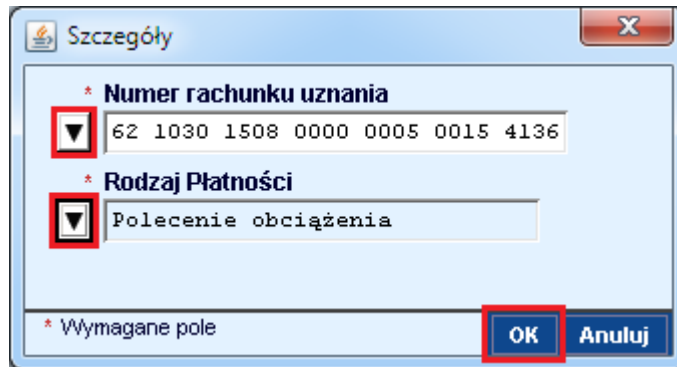 Szczegóły
* Numer rachunku uznania
62 1030 1508 0000 0005 0015 4136
* Rodzaj Płatności
Polecenie obciążenia
* Wymagane pole
OK Anuluj